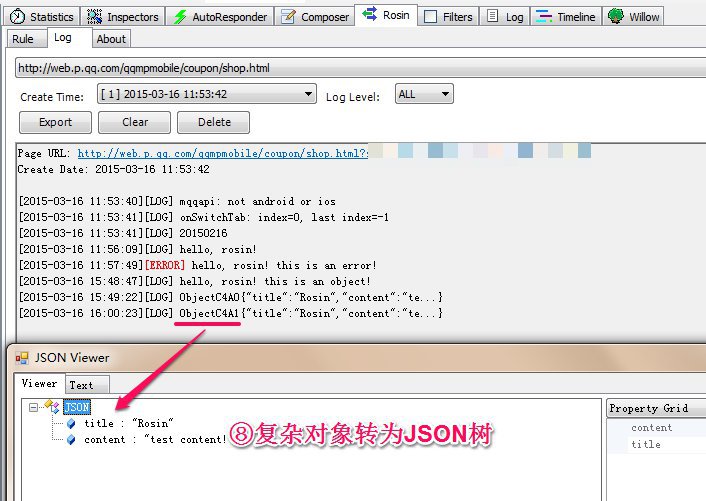 Statistics Inspectors AutoResponder Composer Rosin Filters Log Timeline Willow
Rule Log About
http://web.p.qq.com/qqmpmobile/coupon/shop.html
Create Time: [ 1] 2015-03-16 11:53:42 Log Level: ALL
Export Clear Delete
Page URL: http://web.p.qq.com/qqmpmobile/coupon/shop.html?
Create Date: 2015-03-16 11:53:42
[2015-03-16 11:53:40][LOG] mqqapi: not android or ios
[2015-03-16 11:53:41][LOG] onSwitchTab: index=0, last index=-1
[2015-03-16 11:53:41][LOG] 20150216
[2015-03-16 11:56:09][LOG] hello, rosin!
[2015-03-16 11:57:49][ERROR] hello, rosin! this is an error!
[2015-03-16 15:48:47][LOG] hello, rosin! this is an object!
[2015-03-16 15:49:22][LOG] ObjectC4A0{"title":"Rosin","content":"te...}
[2015-03-16 16:00:23][LOG] ObjectC4A1{"title":"Rosin","content":"te...}
JSON Viewer
Viewer Text
JSON
title : "Rosin"
content : "test content!
⑧复杂对象转为JSON树
Property Grid
content
title